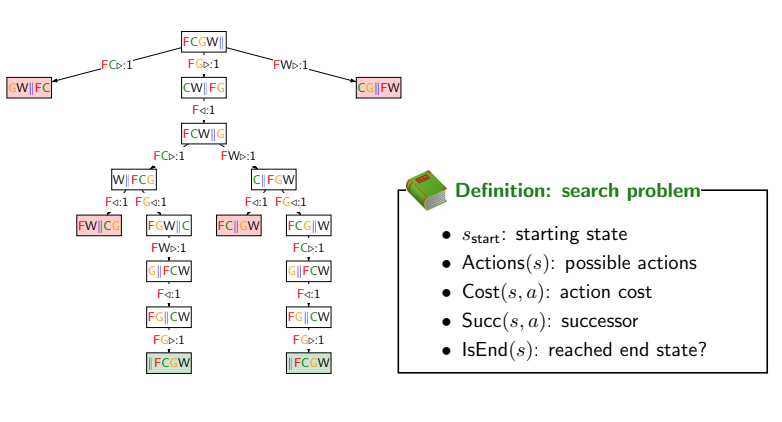 FCGW‖
FC▹:1 FG▹:1 FW▹:1
GW‖FC CW‖FG CG‖FW
F◃:1
FCW‖G
FC▹:1 FW▹:1
W‖FCG C‖FGW
F◃:1 FG◃:1 F◃:1 FG◃:1
FW‖CG FGW‖C FC‖GW FCG‖W
FW▹:1 FC▹:1
G‖FCW G‖FCW
F◃:1 F◃:1
FG‖CW FG‖CW
FG▹:1 FG▹:1
‖FCGW ‖FCGW
Definition: search problem
• s_start: starting state
• Actions(s): possible actions
• Cost(s, a): action cost
• Succ(s, a): successor
• IsEnd(s): reached end state?